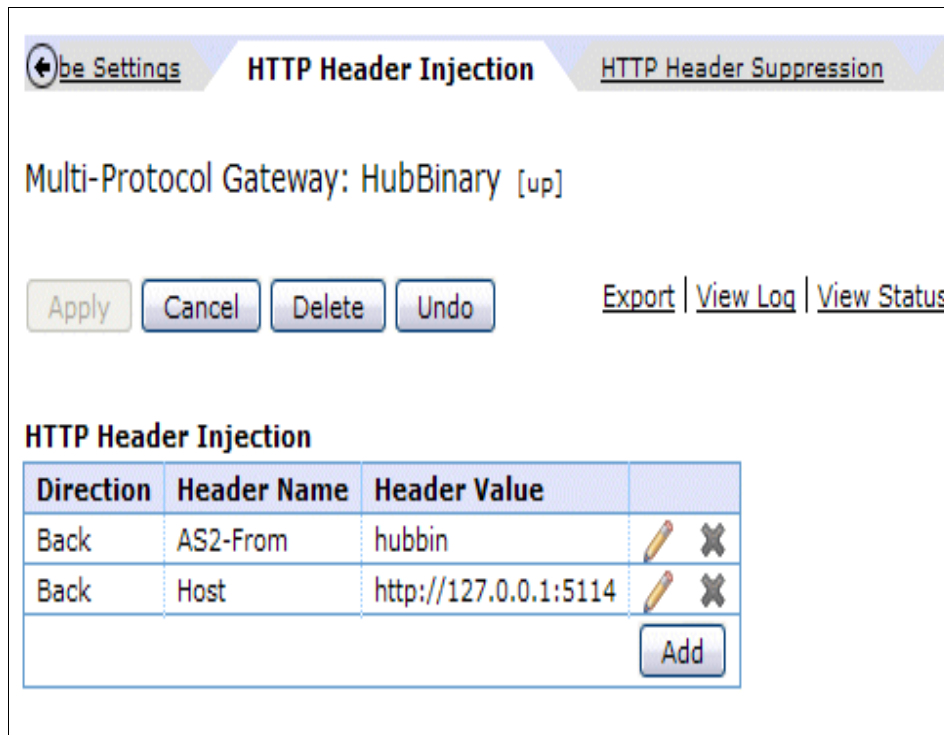 be Settings HTTP Header Injection HTTP Header Suppression
Multi-Protocol Gateway: HubBinary [up]
Apply Cancel Delete Undo Export | View Log | View Status
HTTP Header Injection
Direction Header Name Header Value
Back AS2-From hubbin
Back Host http://127.0.0.1:5114
Add